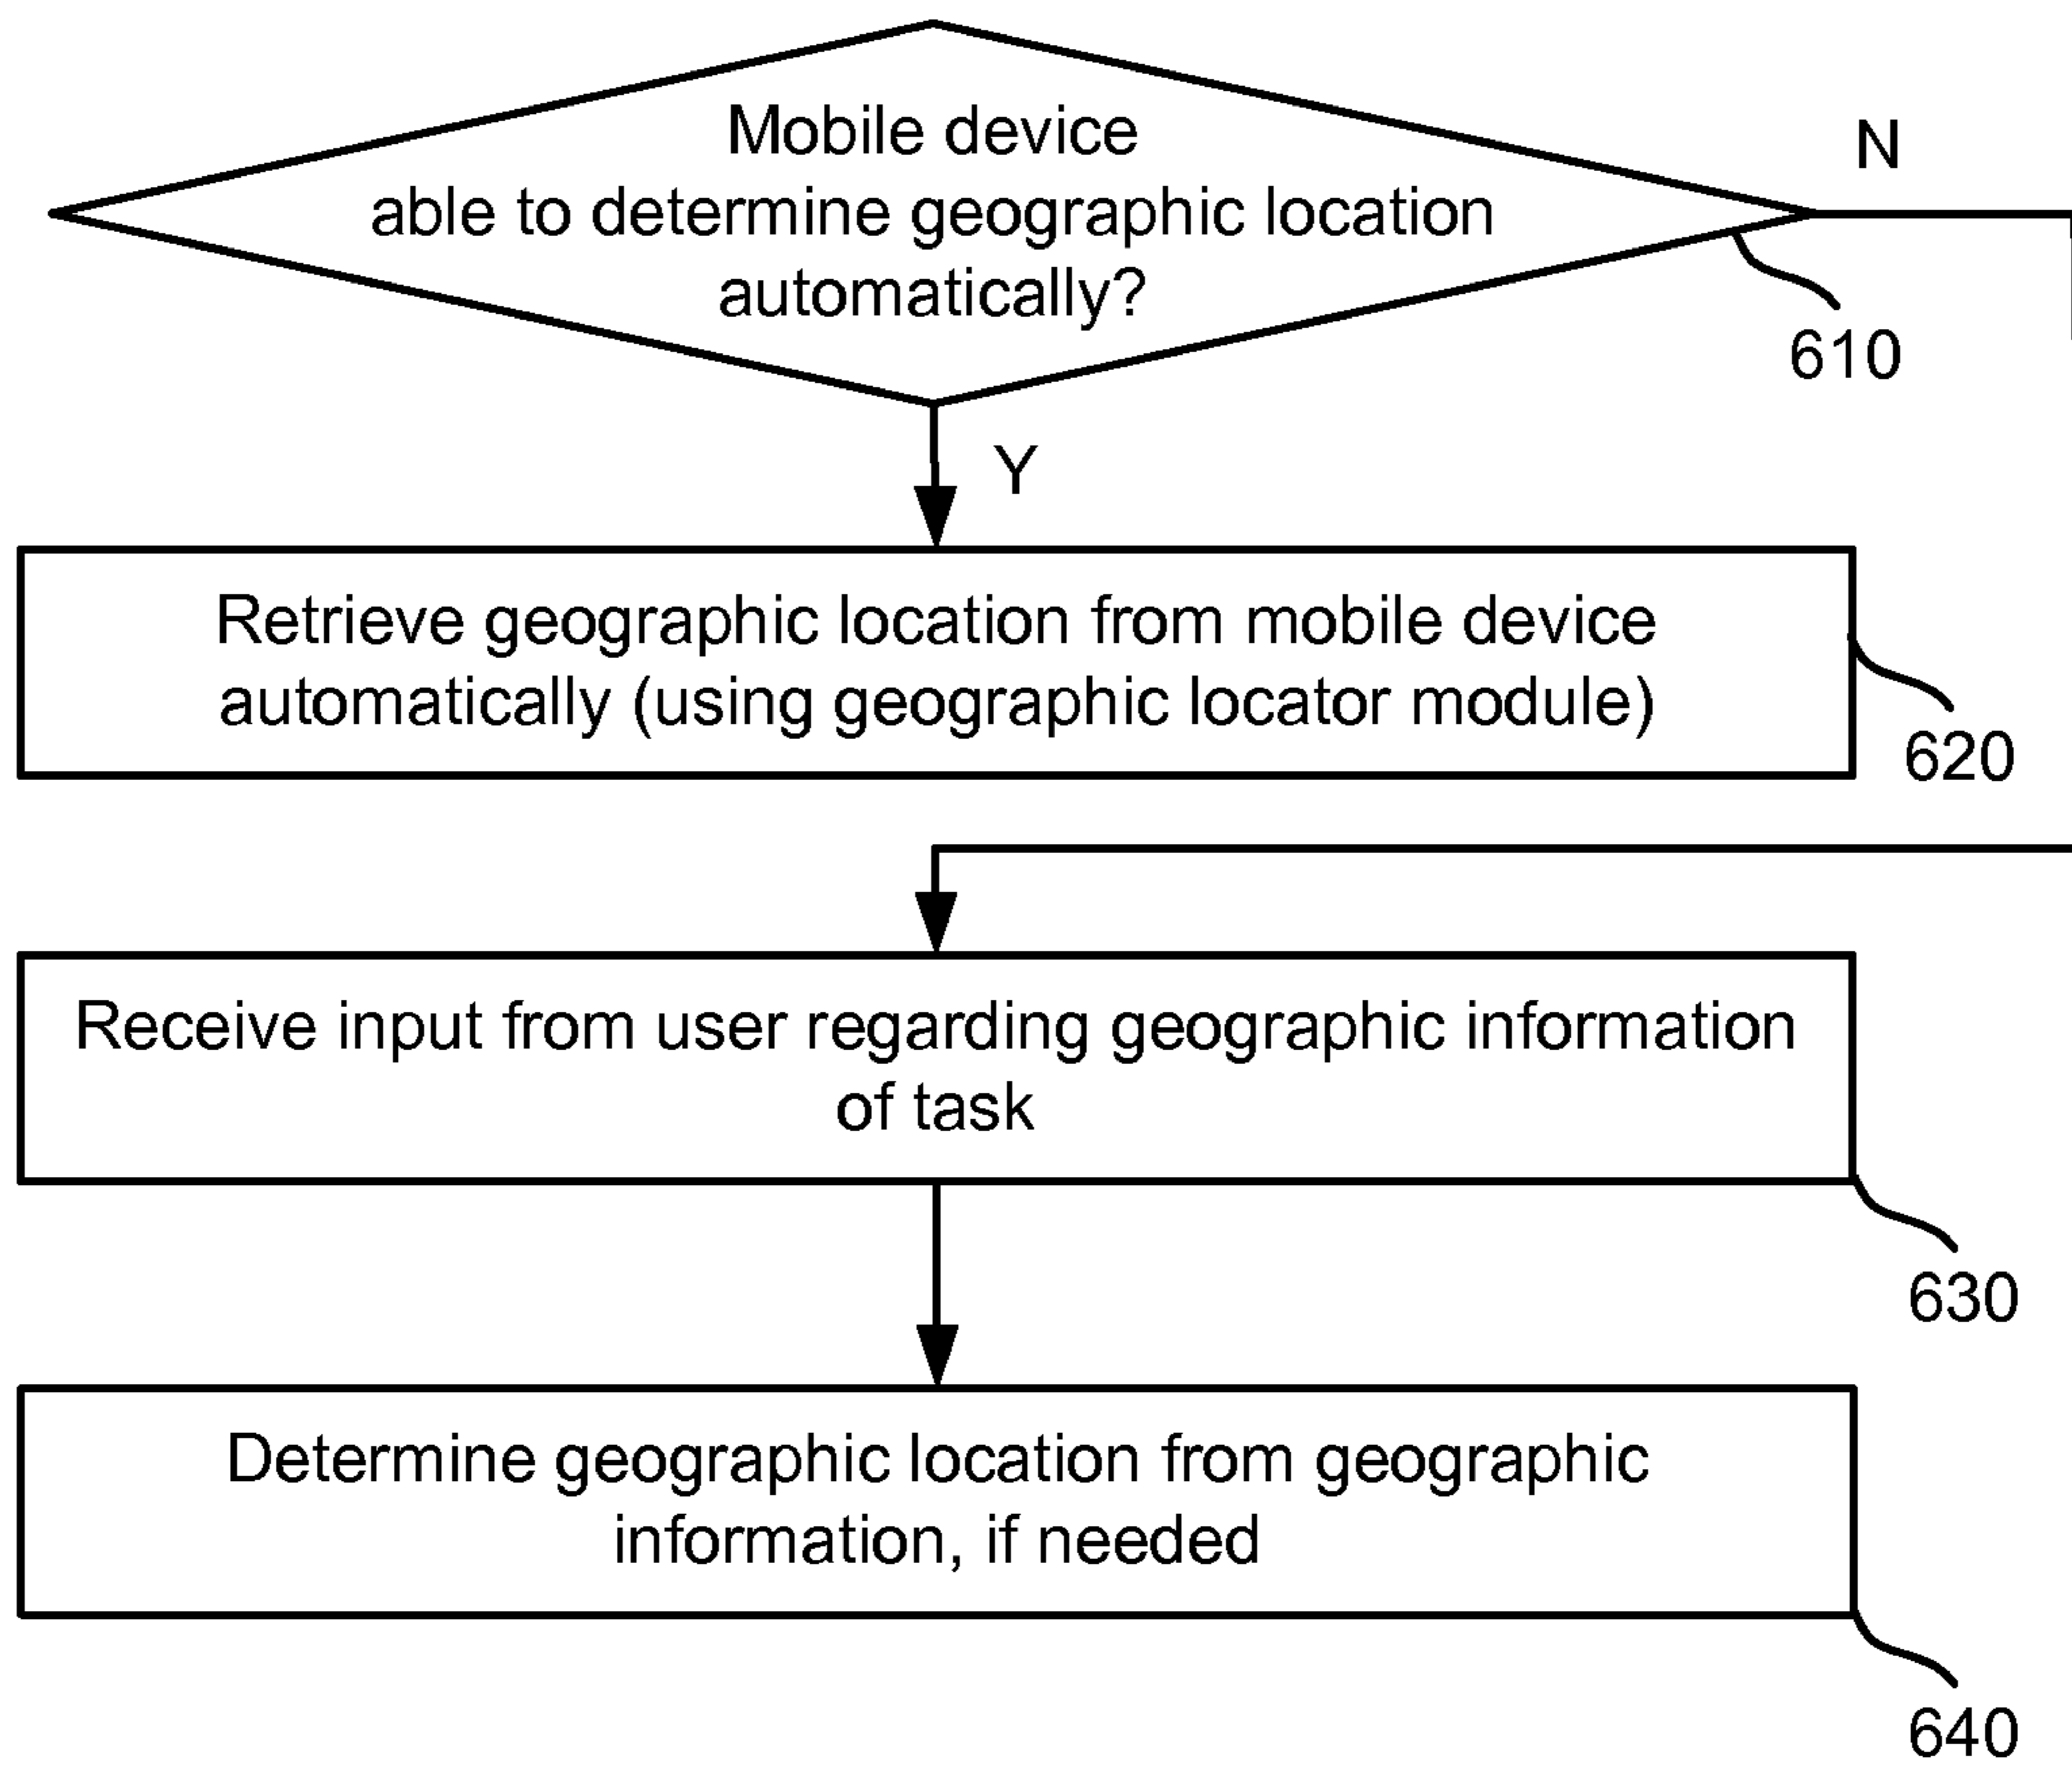 Mobile device
able to determine geographic location
automatically?
N
610
Y
Retrieve geographic location from mobile device
automatically (using geographic locator module)
620
Receive input from user regarding geographic information
of task
630
Determine geographic location from geographic
information, if needed
640